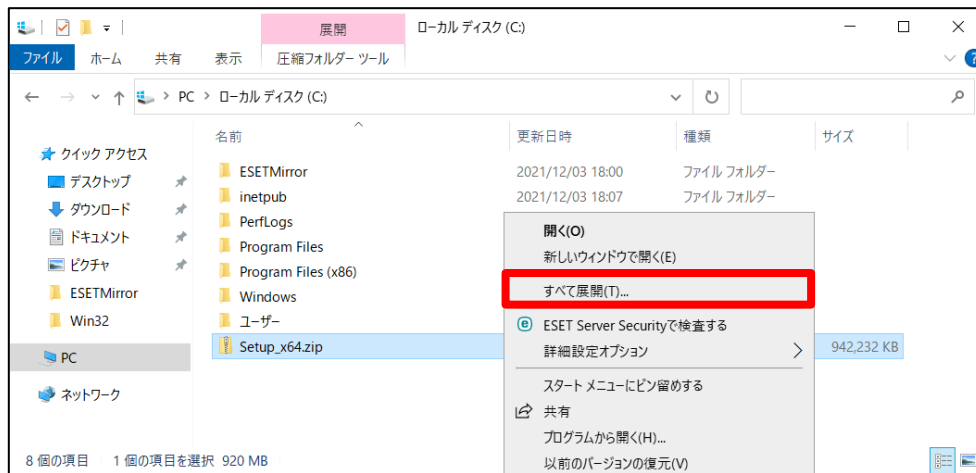 展開
ローカル ディスク (C:)
ファイル
ホーム
共有
表示
圧縮フォルダー ツール
PC
ローカル ディスク (C:)
名前
更新日時
種類
サイズ
クイック アクセス
デスクトップ
ダウンロード
ドキュメント
ピクチャ
ESETMirror
Win32
PC
ネットワーク
ESETMirror 2021/12/03 18:00 ファイル フォルダー
inetpub 2021/12/03 18:07 ファイル フォルダー
PerfLogs
Program Files
Program Files (x86)
Windows
ユーザー
Setup_x64.zip 942,232 KB
開く(O)
新しいウィンドウで開く(E)
すべて展開(T)...
ESET Server Securityで検査する
詳細設定オプション
スタート メニューにピン留めする
共有
プログラムから開く(H)...
以前のバージョンの復元(V)
8 個の項目 1 個の項目を選択 920 MB